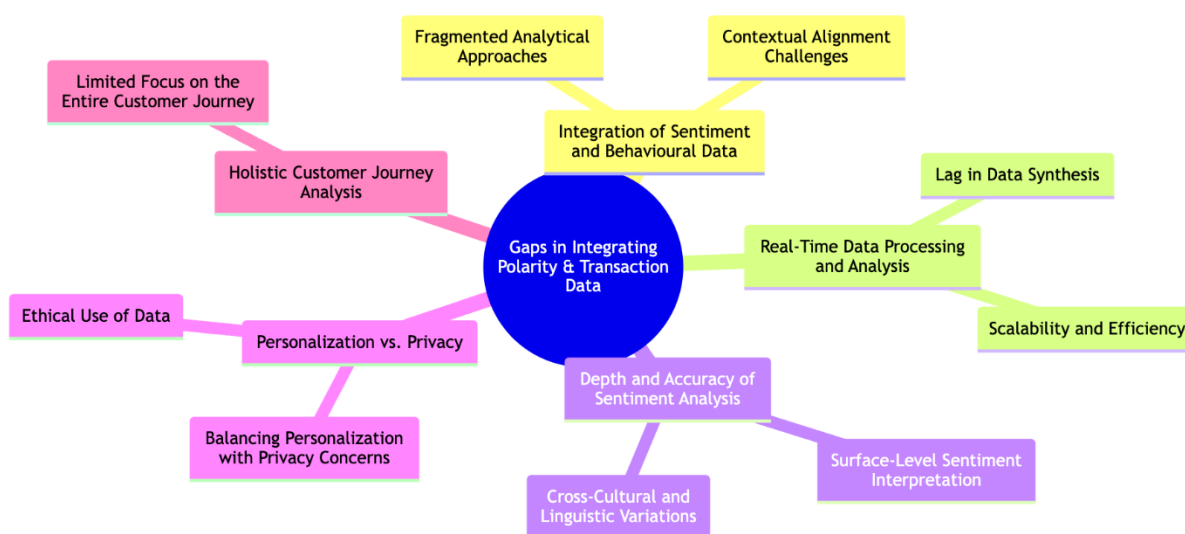 Fragmented Analytical
Approaches
Contextual Alignment
Challenges
Limited Focus on the
Entire Customer Journey
Integration of Sentiment
and Behavioural Data
Holistic Customer Journey
Analysis
Lag in Data Synthesis
Gaps in Integrating
Polarity & Transaction
Data
Real-Time Data Processing
and Analysis
Ethical Use of Data
Personalization vs. Privacy
Scalability and Efficiency
Depth and Accuracy of
Sentiment Analysis
Balancing Personalization
with Privacy Concerns
Surface-Level Sentiment
Interpretation
Cross-Cultural and
Linguistic Variations